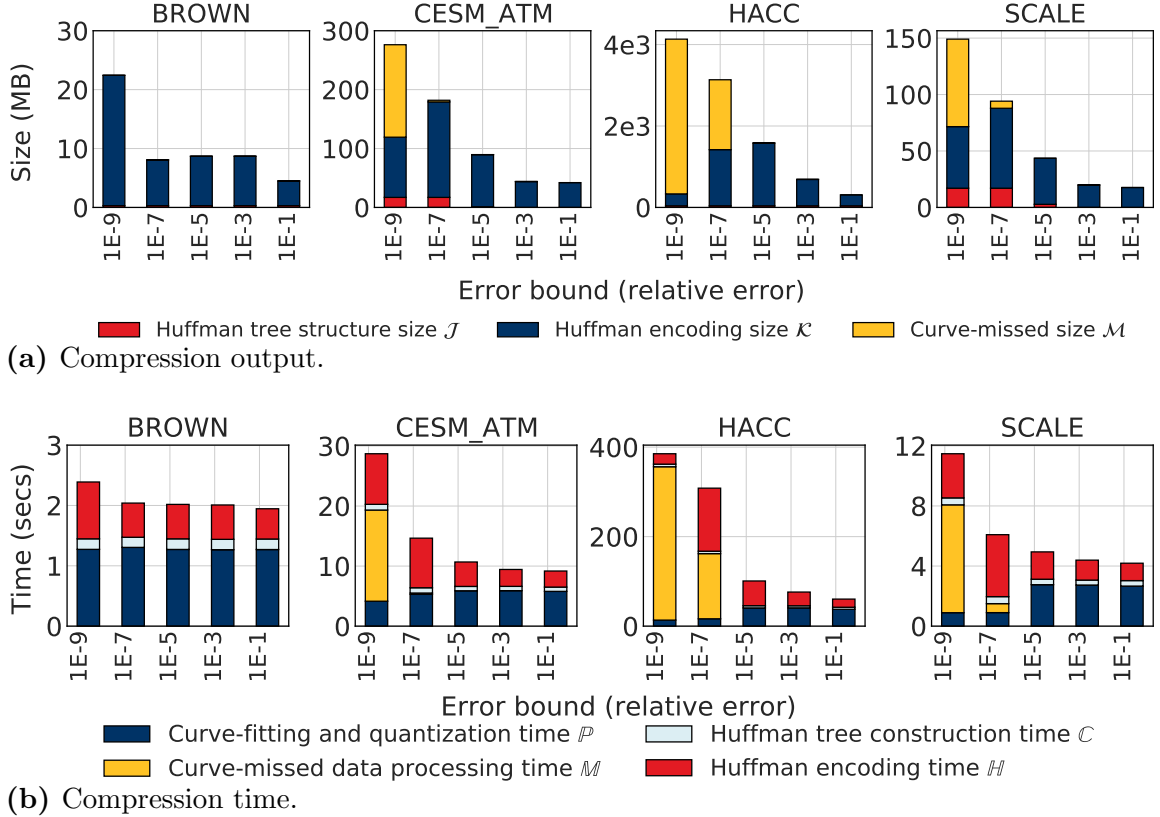 BROWN CESM_ATM HACC SCALE
Size (MB)
30
20
10
0
300
200
100
0
4e3
2e3
0
150
100
50
0
1E-9 1E-7 1E-5 1E-3 1E-1 1E-9 1E-7 1E-5 1E-3 1E-1 1E-9 1E-7 1E-5 1E-3 1E-1 1E-9 1E-7 1E-5 1E-3 1E-1
Error bound (relative error)
Huffman tree structure size 𝒥 Huffman encoding size 𝒦 Curve-missed size ℳ
(a) Compression output.
BROWN CESM_ATM HACC SCALE
Time (secs)
3
2
1
0
30
20
10
0
400
200
0
12
8
4
0
1E-9 1E-7 1E-5 1E-3 1E-1 1E-9 1E-7 1E-5 1E-3 1E-1 1E-9 1E-7 1E-5 1E-3 1E-1 1E-9 1E-7 1E-5 1E-3 1E-1
Error bound (relative error)
Curve-fitting and quantization time ℙ Huffman tree construction time ℂ
Curve-missed data processing time 𝕄 Huffman encoding time ℍ
(b) Compression time.